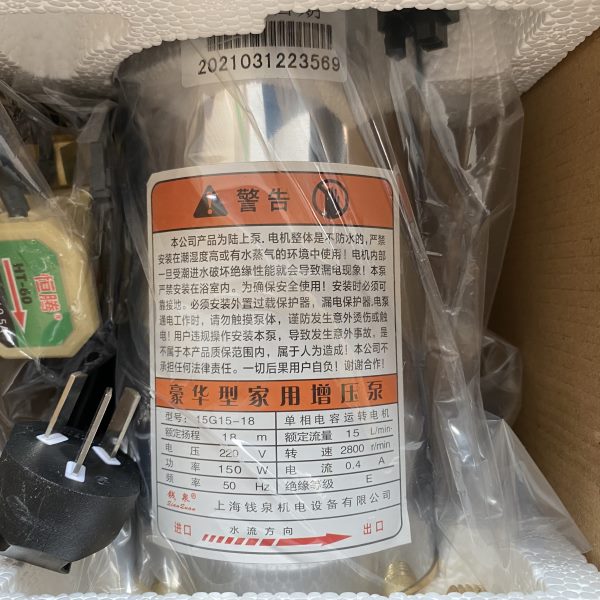 2021031223569
恒腾
HT-60
警告
本公司产品为陆上泵,电机整体是不防水的,严禁
安装在潮湿度高或有水蒸气的环境中使用!电机内部
一旦受潮进水破坏绝缘性能就会导致漏电现象!本泵
严禁安装在浴室内。为确保安全使用!安装时必须可
靠接地。必须安装外置过载保护器,漏电保护器,电泵
通电工作时,请勿触摸泵体,谨防发生意外烫伤或触
电!用户违规操作安装本泵,导致发生意外事故,是
不属于本产品质保范围内,属于人为造成!本公司不
承担任何法律责任。一切后果用户自负!谢谢合作!
豪华型家用增压泵
型号: 15G15-18 单相电容运转电机
额定扬程 18 m 额定流量 15 L/min
电压 220 V 转速 2800 r/min
功率 150 W 电流 0.4 A
频率 50 Hz 绝缘等级 E
钱泉® 上海钱泉机电设备有限公司
QianQuan
进口 水流方向 出口